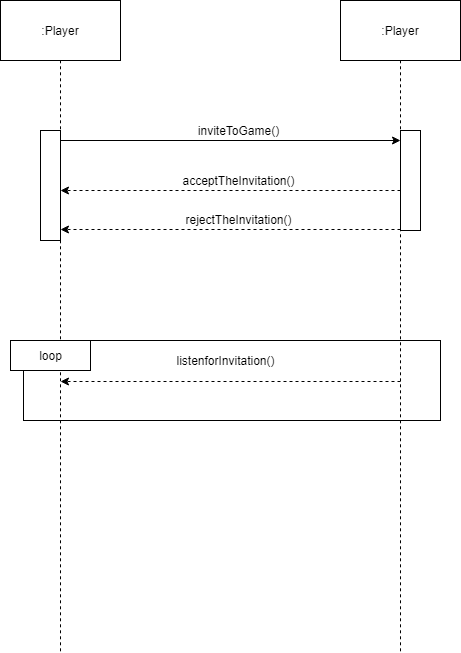 :Player
:Player
inviteToGame()
acceptTheInvitation()
rejectTheInvitation()
loop
listenforInvitation()